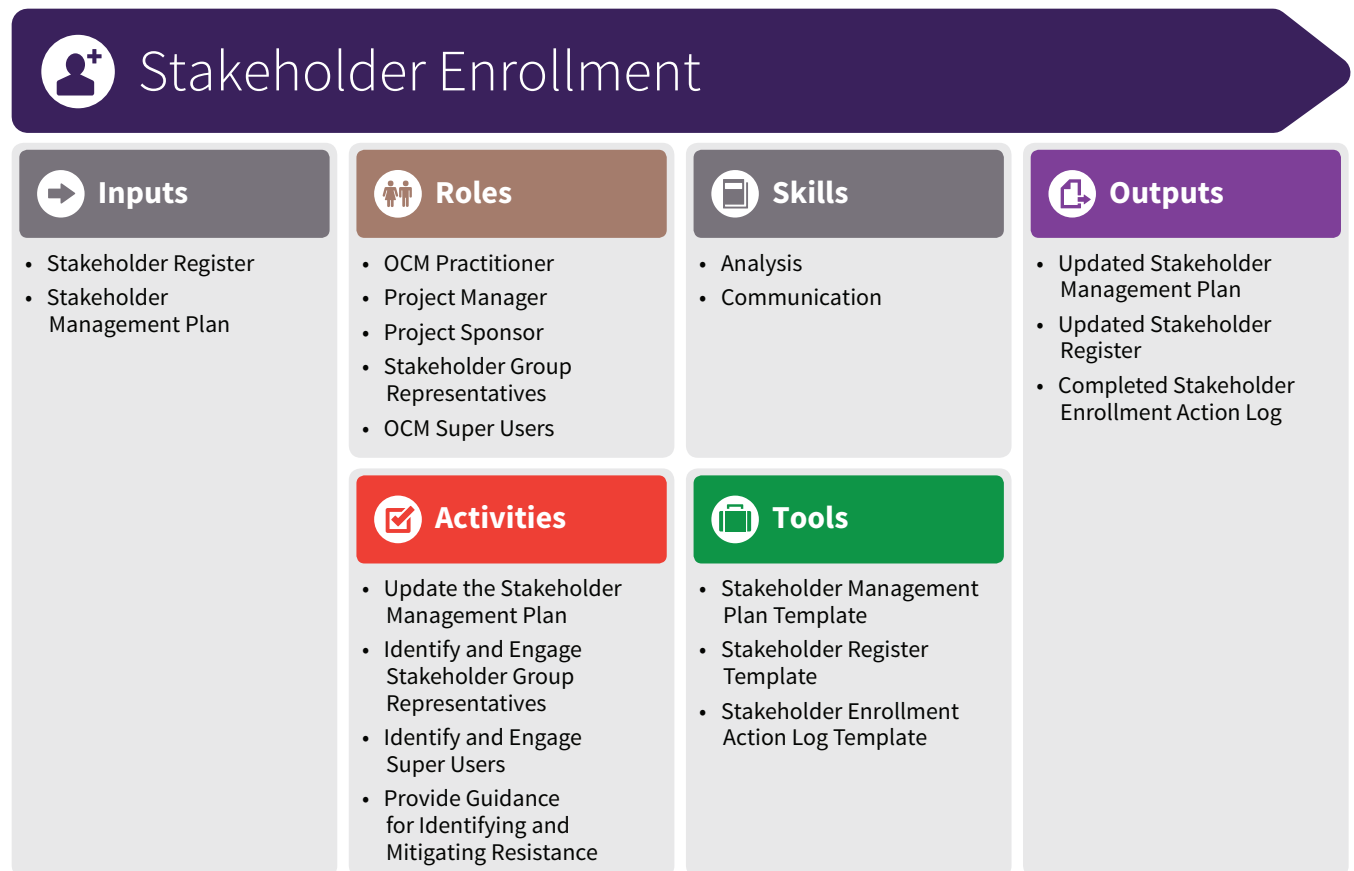 Stakeholder Enrollment
Inputs
• Stakeholder Register
• Stakeholder
Management Plan
Roles
• OCM Practitioner
• Project Manager
• Project Sponsor
• Stakeholder Group
Representatives
• OCM Super Users
Skills
• Analysis
• Communication
Outputs
• Updated Stakeholder
Management Plan
• Updated Stakeholder
Register
• Completed Stakeholder
Enrollment Action Log
Activities
• Update the Stakeholder
Management Plan
• Identify and Engage
Stakeholder Group
Representatives
• Identify and Engage
Super Users
• Provide Guidance
for Identifying and
Mitigating Resistance
Tools
• Stakeholder Management
Plan Template
• Stakeholder Register
Template
• Stakeholder Enrollment
Action Log Template